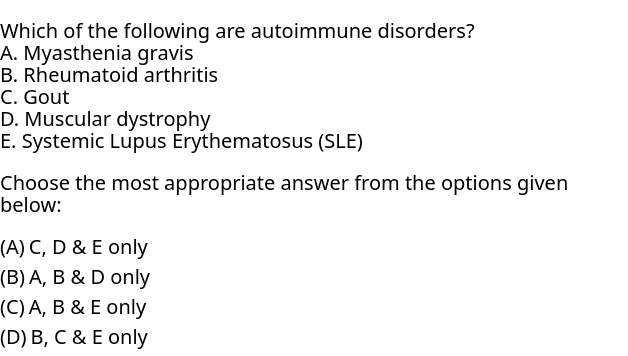 Which of the following are autoimmune disorders?
A. Myasthenia gravis
B. Rheumatoid arthritis
C. Gout
D. Muscular dystrophy
E. Systemic Lupus Erythematosus (SLE)
Choose the most appropriate answer from the options given
below:
(A) C, D & E only
(B) A, B & D only
(C) A, B & E only
(D) B, C & E only